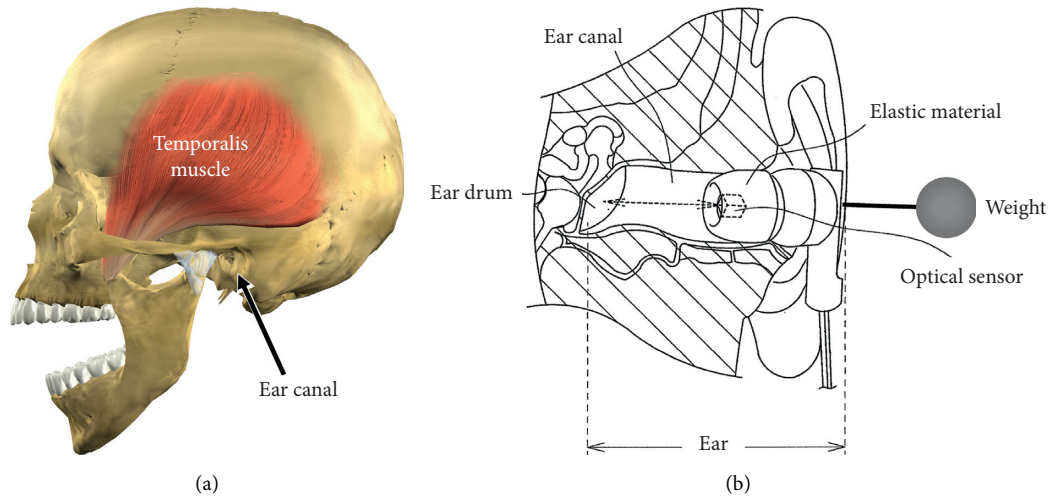 Temporalis
muscle
Ear canal
(a)
Ear canal
Elastic material
Ear drum
Weight
Optical sensor
Ear
(b)